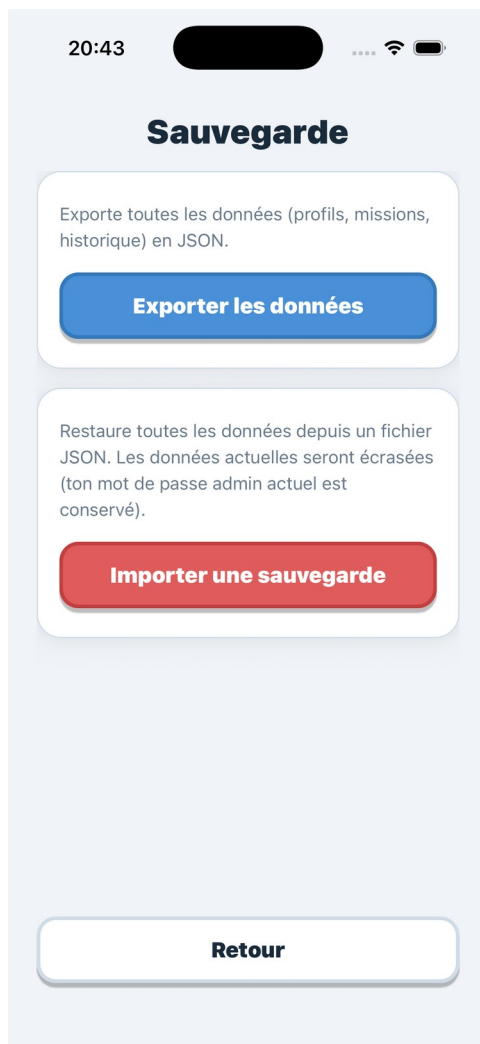 20:43
Sauvegarde
Exporte toutes les données (profils, missions,
historique) en JSON.
Exporter les données
Restaure toutes les données depuis un fichier
JSON. Les données actuelles seront écrasées
(ton mot de passe admin actuel est
conservé).
Importer une sauvegarde
Retour